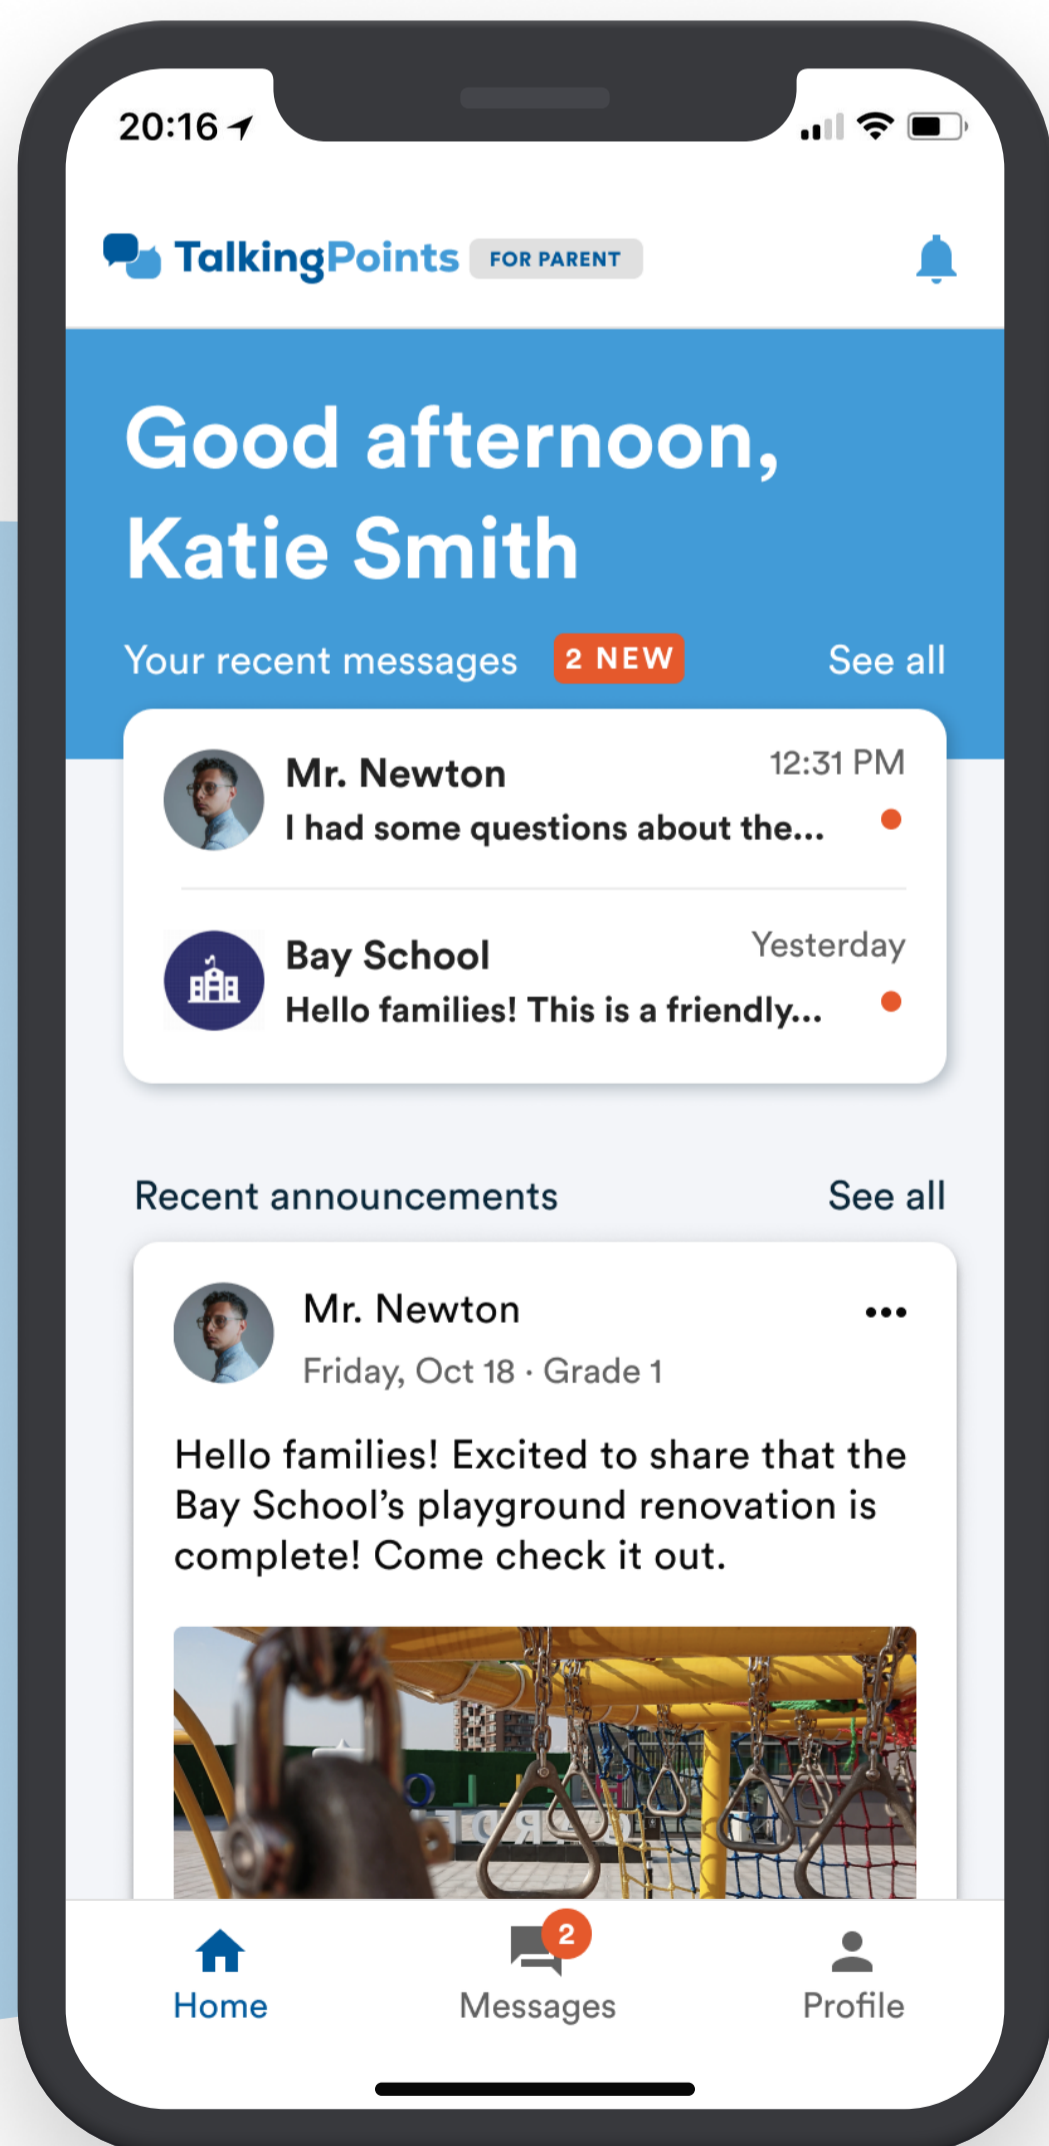 20:16
TalkingPoints FOR PARENT
Good afternoon,
Katie Smith
Your recent messages 2 NEW See all
Mr. Newton 12:31 PM
I had some questions about the...
Bay School Yesterday
Hello families! This is a friendly...
Recent announcements See all
Mr. Newton
Friday, Oct 18 · Grade 1
Hello families! Excited to share that the
Bay School’s playground renovation is
complete! Come check it out.
2
Home Messages Profile